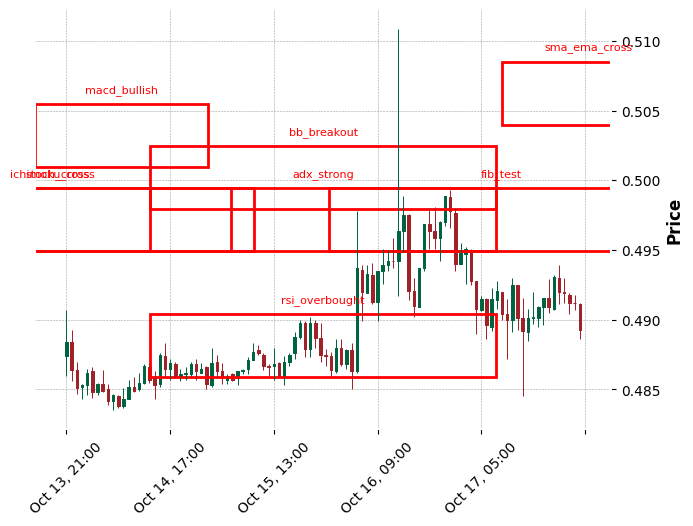 sma_ema_cross
0.510
macd_bullish
0.505
bb_breakout
adx_strong
fib_test
0.500
0.495
rsi_overbought
0.490
0.485
Price
Oct 13, 21:00
Oct 14, 17:00
Oct 15, 13:00
Oct 16, 09:00
Oct 17, 05:00